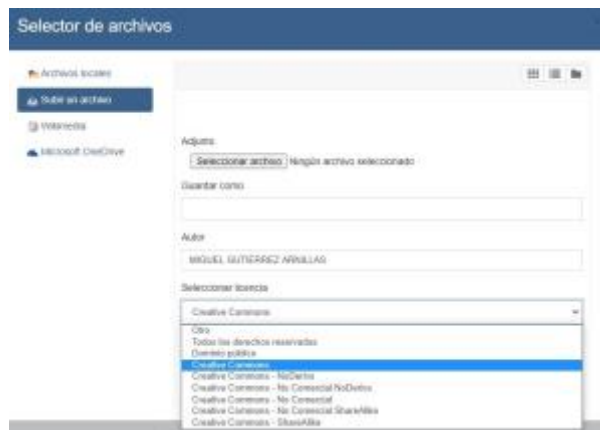 Selector de archivos
Archivos locales
Subir un archivo
Wikimedia
Microsoft OneDrive
Adjunto
Seleccionar archivo Ningún archivo seleccionado
Guardar como
Autor
MIGUEL GUTIERREZ ARNILLAS
Seleccionar licencia
Creative Commons
Otro
Todos los derechos reservados
Dominio público
Creative Commons
Creative Commons - NoDerivs
Creative Commons - No Comercial NoDerivs
Creative Commons - No Comercial
Creative Commons - No Comercial ShareAlike
Creative Commons - ShareAlike